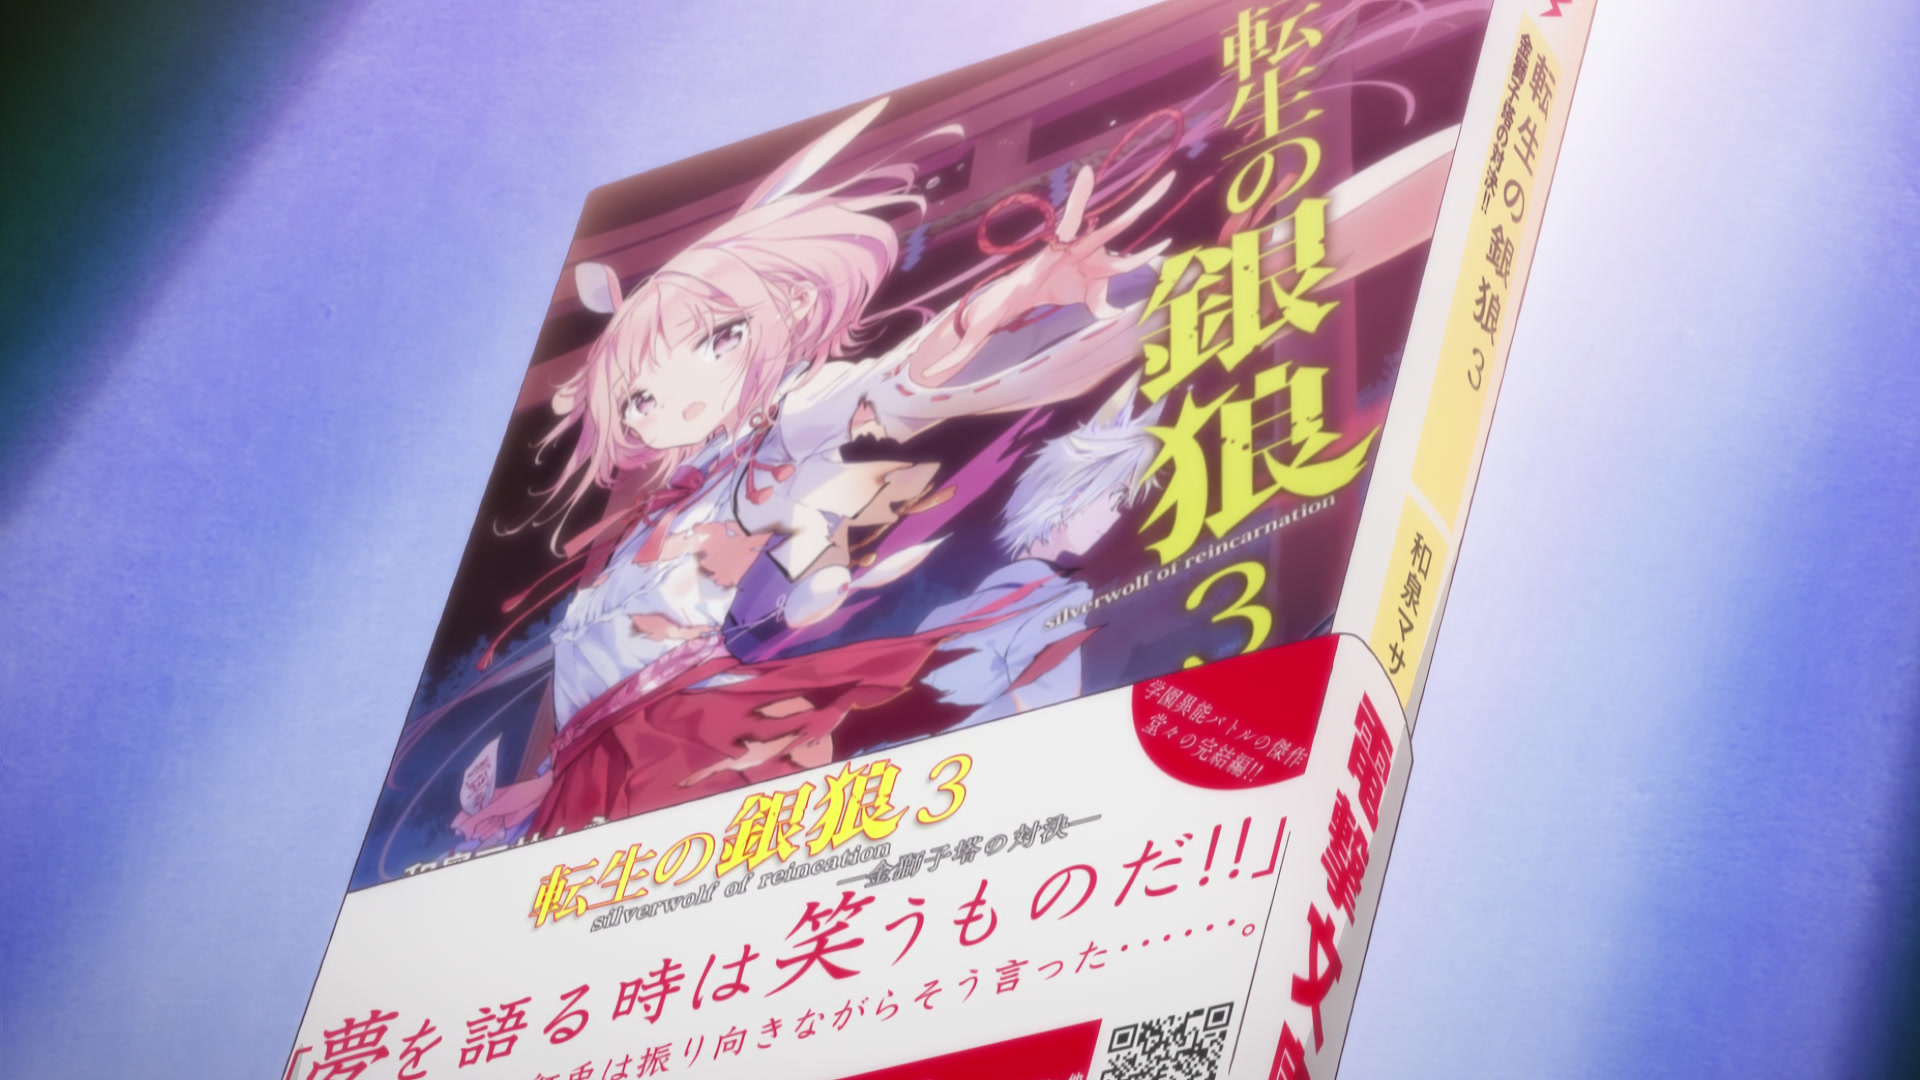 転生の銀狼
silverwolf of reincarnation
3
学園異能バトルの傑作
堂々の完結編!!
転生の銀狼3
silverwolf of reincation
―金獅子塔の対決―
「夢を語る時は笑うものだ!!」
は振り向きながらそう言った……。
転生の銀狼 3
金獅子塔の対決!!
和泉マサ